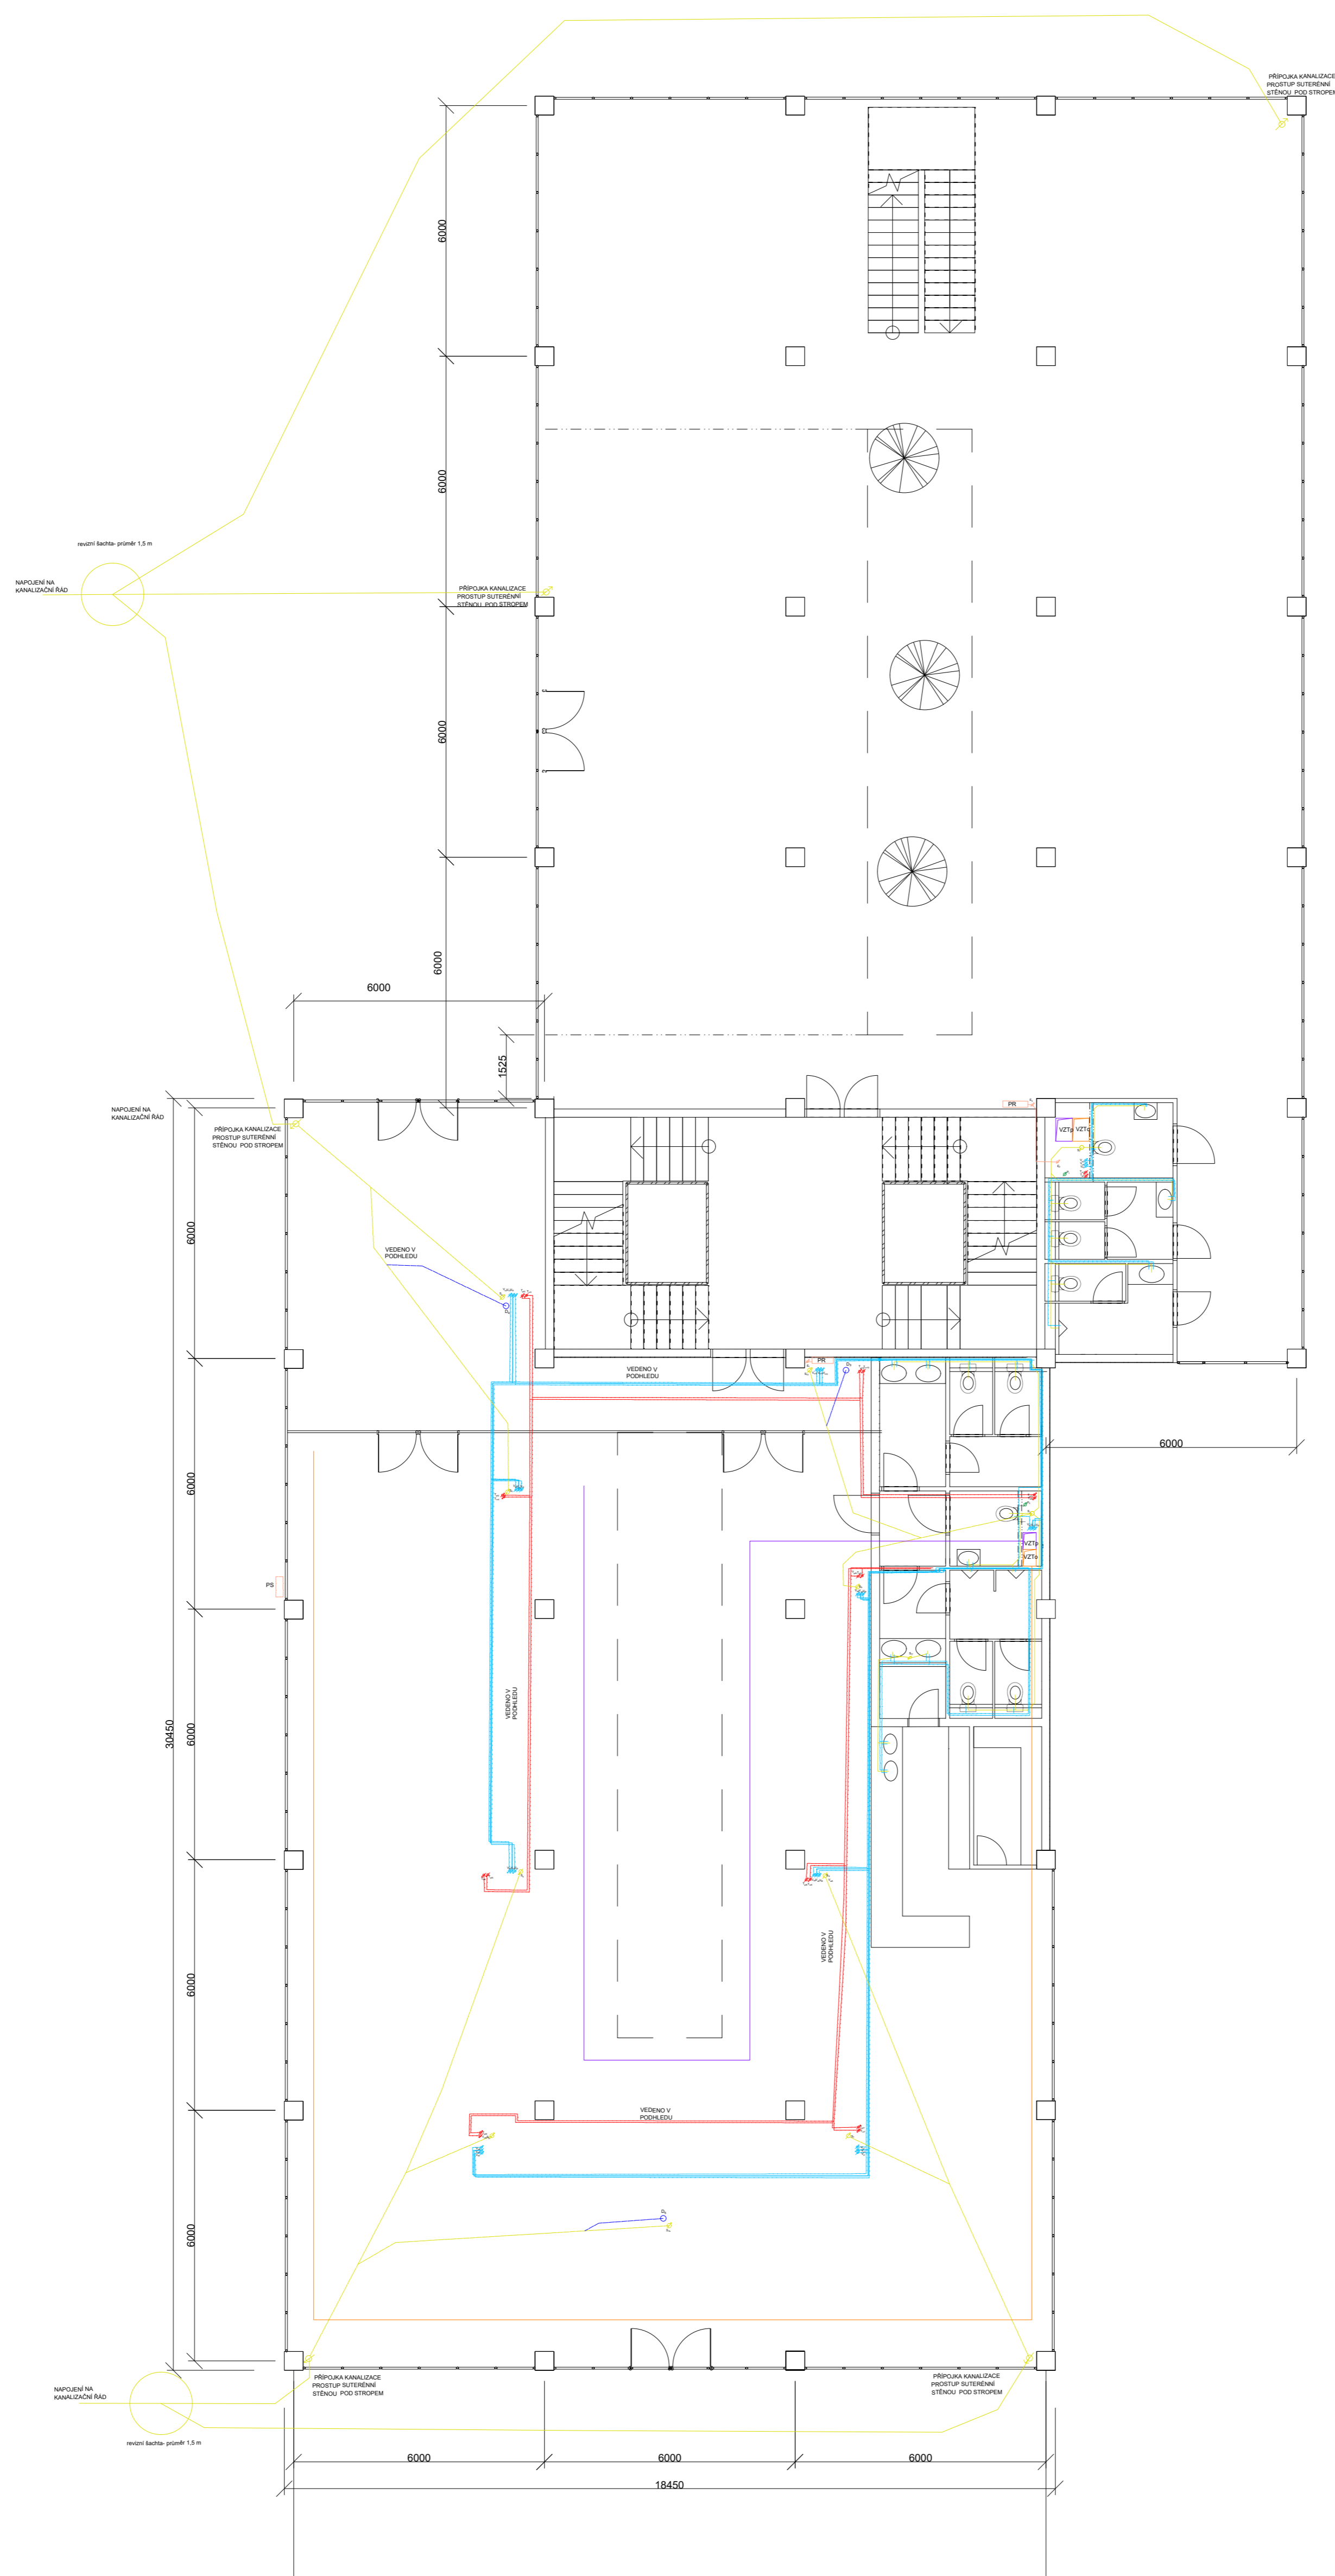 PŘÍPOJKA KANALIZACE
PROSTUP SUTERÉNNÍ
STĚNOU POD STROPEM
6000
6000
revizní šachta- průměr 1,5 m
NAPOJENÍ NA
KANALIZAČNÍ ŘÁD
PŘÍPOJKA KANALIZACE
PROSTUP SUTERÉNNÍ
STĚNOU POD STROPEM
6000
6000
6000
1525
NAPOJENÍ NA
KANALIZAČNÍ ŘÁD
PŘÍPOJKA KANALIZACE
PROSTUP SUTERÉNNÍ
STĚNOU POD STROPEM
PR
VZTp
VZTo
6000
VEDENO V
PODHLEDU
P
PR
VEDENO V
PODHLEDU
6000
6000
VZTp
VZTo
PS
VEDENO V
PODHLEDU
30450
6000
VEDENO V
PODHLEDU
6000
VEDENO V
PODHLEDU
P
6000
PŘÍPOJKA KANALIZACE
PROSTUP SUTERÉNNÍ
STĚNOU POD STROPEM
PŘÍPOJKA KANALIZACE
PROSTUP SUTERÉNNÍ
STĚNOU POD STROPEM
NAPOJENÍ NA
KANALIZAČNÍ ŘÁD
revizní šachta- průměr 1,5 m
6000
6000
6000
18450